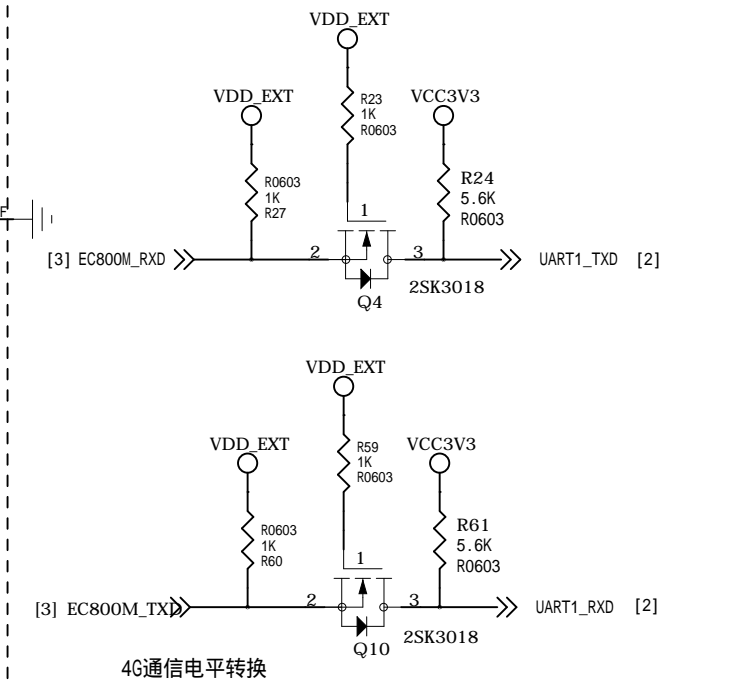 VDD_EXT
VDD_EXT
R23
1K
R0603
VCC3V3
R0603
1K
R27
R24
5.6K
R0603
1
F
[3] EC800M_RXD
2
3
UART1_TXD [2]
Q4
2SK3018
VDD_EXT
VDD_EXT
R59
1K
R0603
VCC3V3
R0603
1K
R60
R61
5.6K
R0603
1
[3] EC800M_TXD
2
3
UART1_RXD [2]
Q10
2SK3018
4G通信电平转换